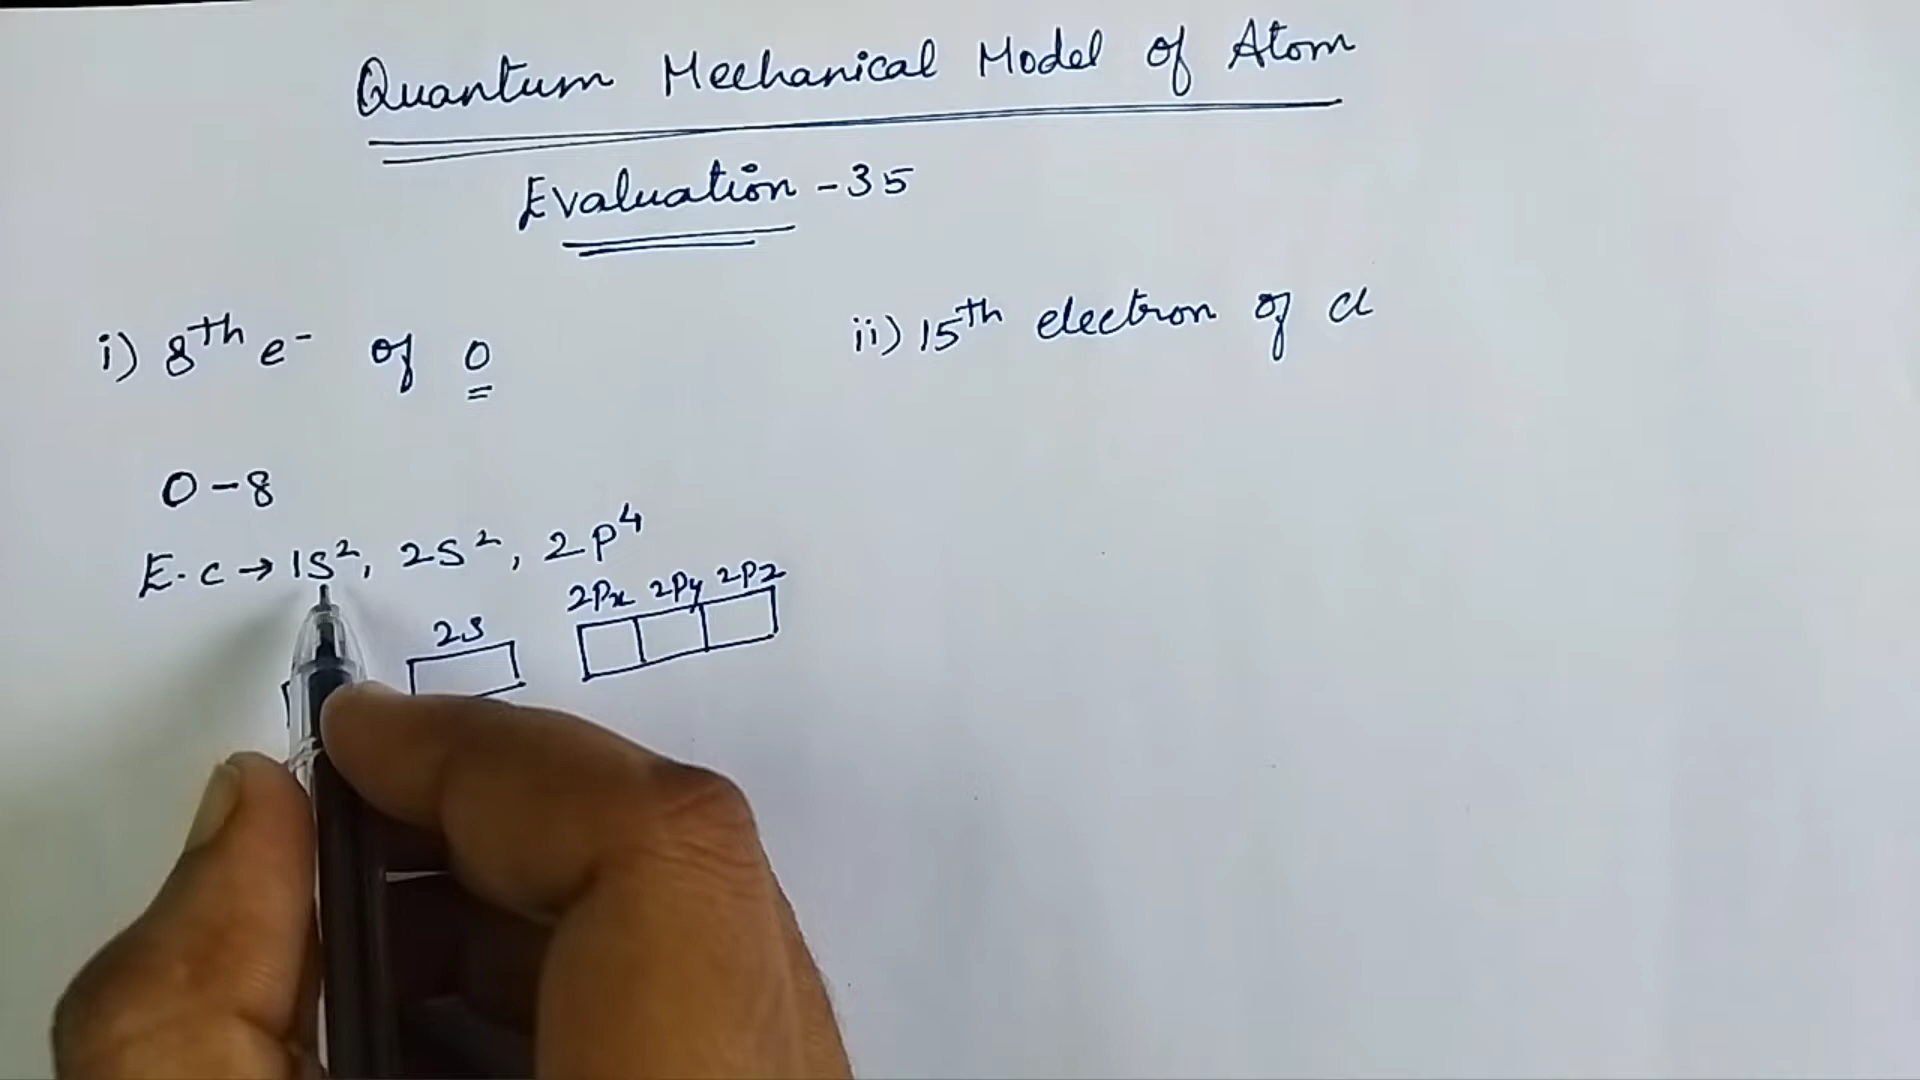 Quantum Mechanical Model of Atom
Evaluation - 35
i) 8th e- of O
ii) 15th electron of Cl
O - 8
E.c → 1s², 2s², 2p⁴
2s
2px 2py 2pz